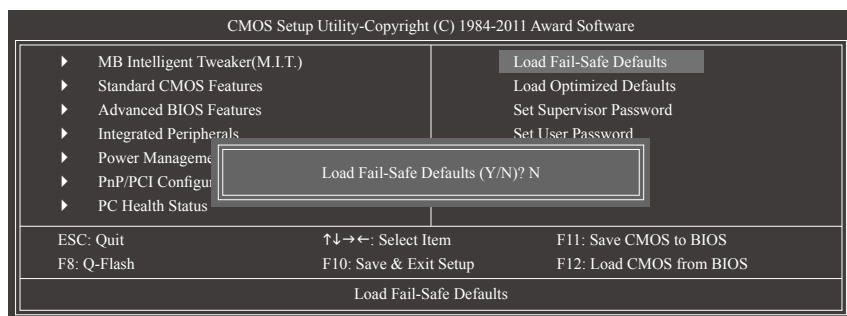 CMOS Setup Utility-Copyright (C) 1984-2011 Award Software
MB Intelligent Tweaker(M.I.T.)
Standard CMOS Features
Advanced BIOS Features
Integrated Peripherals
Power Manageme
PnP/PCI Configur
PC Health Status
Load Fail-Safe Defaults
Load Optimized Defaults
Set Supervisor Password
Set User Password
Load Fail-Safe Defaults (Y/N)? N
ESC: Quit ↑↓→←: Select Item F11: Save CMOS to BIOS
F8: Q-Flash F10: Save & Exit Setup F12: Load CMOS from BIOS
Load Fail-Safe Defaults